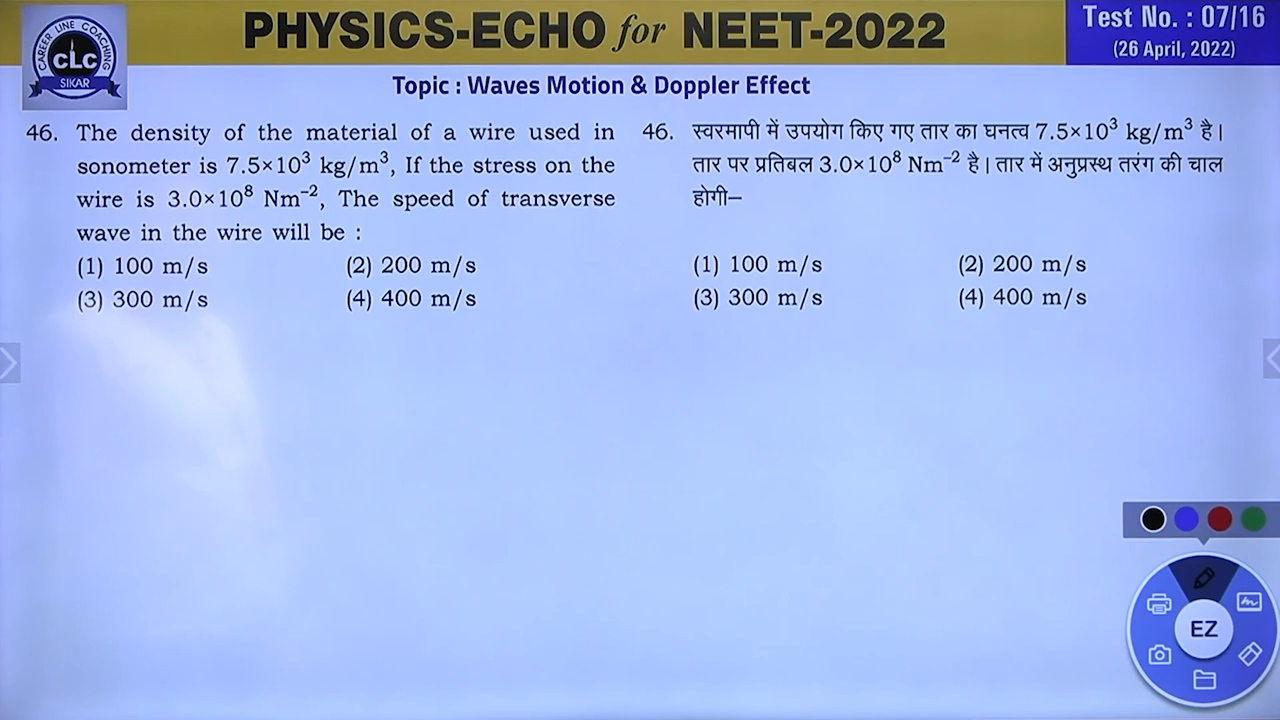 PHYSICS-ECHO for NEET-2022
Test No. : 07/16
(26 April, 2022)
CAREER LINE COACHING
CLC
SIKAR
Topic : Waves Motion & Doppler Effect
46. The density of the material of a wire used in
sonometer is 7.5×10³ kg/m³, If the stress on the
wire is 3.0×10⁸ Nm⁻², The speed of transverse
wave in the wire will be :
(1) 100 m/s (2) 200 m/s
(3) 300 m/s (4) 400 m/s
46. स्वरमापी में उपयोग किए गए तार का घनत्व 7.5×10³ kg/m³ है।
तार पर प्रतिबल 3.0×10⁸ Nm⁻² है। तार में अनुप्रस्थ तरंग की चाल
होगी–
(1) 100 m/s (2) 200 m/s
(3) 300 m/s (4) 400 m/s
EZ